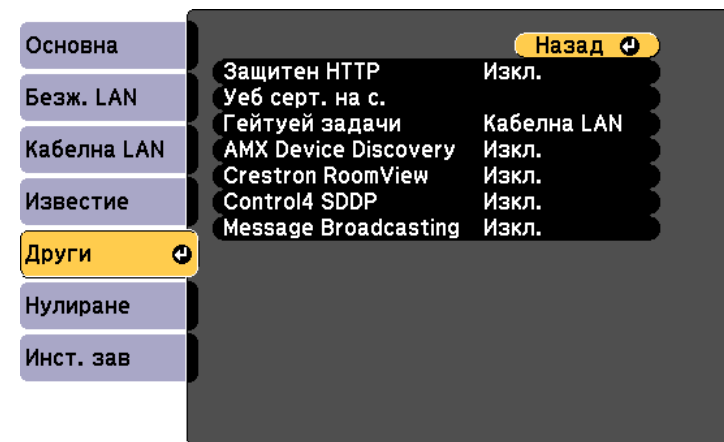 Основна
Безж. LAN
Кабелна LAN
Известие
Други
Нулиране
Инст. зав
Назад
Защитен HTTP Изкл.
Уеб серт. на с.
Гейтуей задачи Кабелна LAN
AMX Device Discovery Изкл.
Crestron RoomView Изкл.
Control4 SDDP Изкл.
Message Broadcasting Изкл.